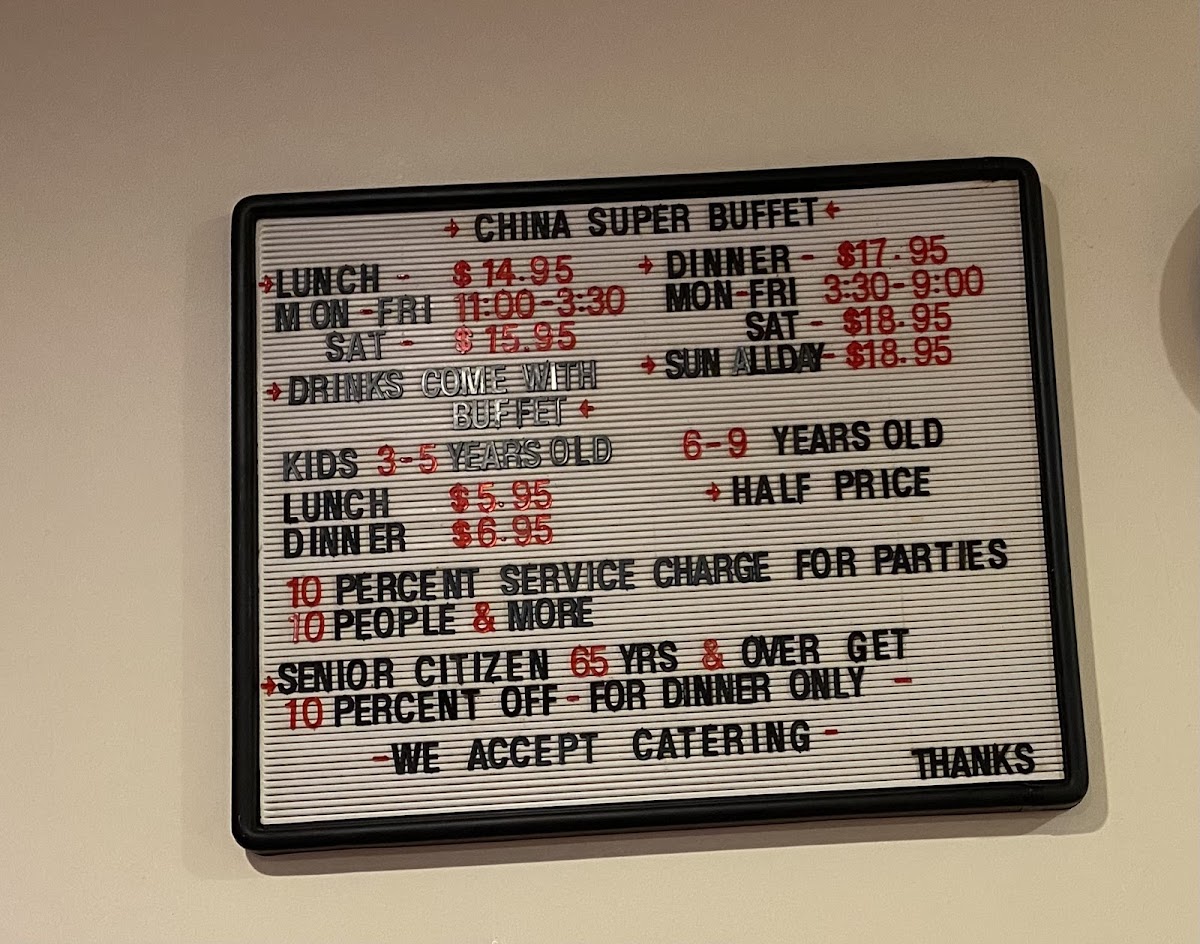 → CHINA SUPER BUFFET ←
→ LUNCH - $14.95
MON-FRI 11:00-3:30
SAT - $15.95
→ DRINKS COME WITH
BUFFET ←
→ DINNER - $17.95
MON-FRI 3:30-9:00
SAT - $18.95
→ SUN ALLDAY- $18.95
KIDS 3-5 YEARS OLD
LUNCH $5.95
DINNER $6.95
6-9 YEARS OLD
→ HALF PRICE
10 PERCENT SERVICE CHARGE FOR PARTIES
10 PEOPLE & MORE
→ SENIOR CITIZEN 65 YRS & OVER GET
10 PERCENT OFF - FOR DINNER ONLY -
-WE ACCEPT CATERING-
THANKS